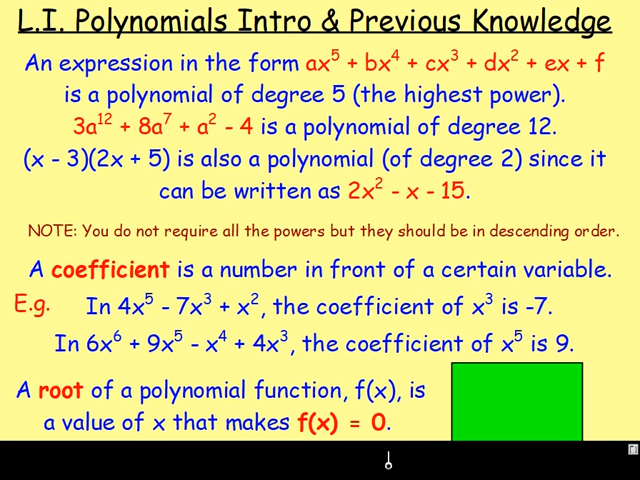 L.I. Polynomials Intro & Previous Knowledge
An expression in the form ax⁵ + bx⁴ + cx³ + dx² + ex + f
is a polynomial of degree 5 (the highest power).
3a¹² + 8a⁷ + a² - 4 is a polynomial of degree 12.
(x - 3)(2x + 5) is also a polynomial (of degree 2) since it
can be written as 2x² - x - 15.
NOTE: You do not require all the powers but they should be in descending order.
A coefficient is a number in front of a certain variable.
E.g. In 4x⁵ - 7x³ + x², the coefficient of x³ is -7.
In 6x⁶ + 9x⁵ - x⁴ + 4x³, the coefficient of x⁵ is 9.
A root of a polynomial function, f(x), is
a value of x that makes f(x) = 0.